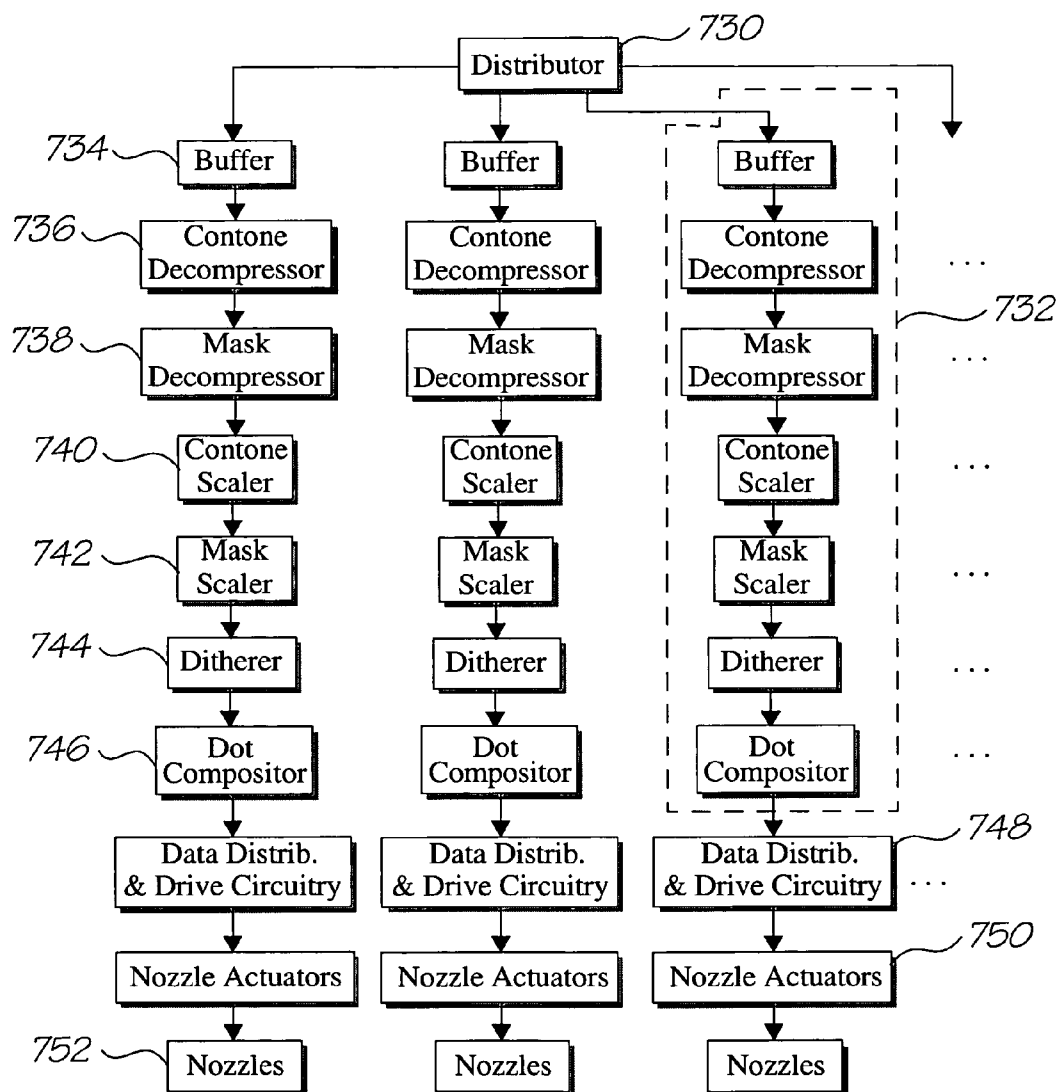 730
Distributor
734
Buffer
Buffer
Buffer
736
Contone
Decompressor
Contone
Decompressor
Contone
Decompressor
...
732
738
Mask
Decompressor
Mask
Decompressor
Mask
Decompressor
...
740
Contone
Scaler
Contone
Scaler
Contone
Scaler
...
742
Mask
Scaler
Mask
Scaler
Mask
Scaler
...
744
Ditherer
Ditherer
Ditherer
...
746
Dot
Compositor
Dot
Compositor
Dot
Compositor
...
748
Data Distrib.
& Drive Circuitry
Data Distrib.
& Drive Circuitry
Data Distrib.
& Drive Circuitry
...
750
Nozzle Actuators
Nozzle Actuators
Nozzle Actuators
752
Nozzles
Nozzles
Nozzles